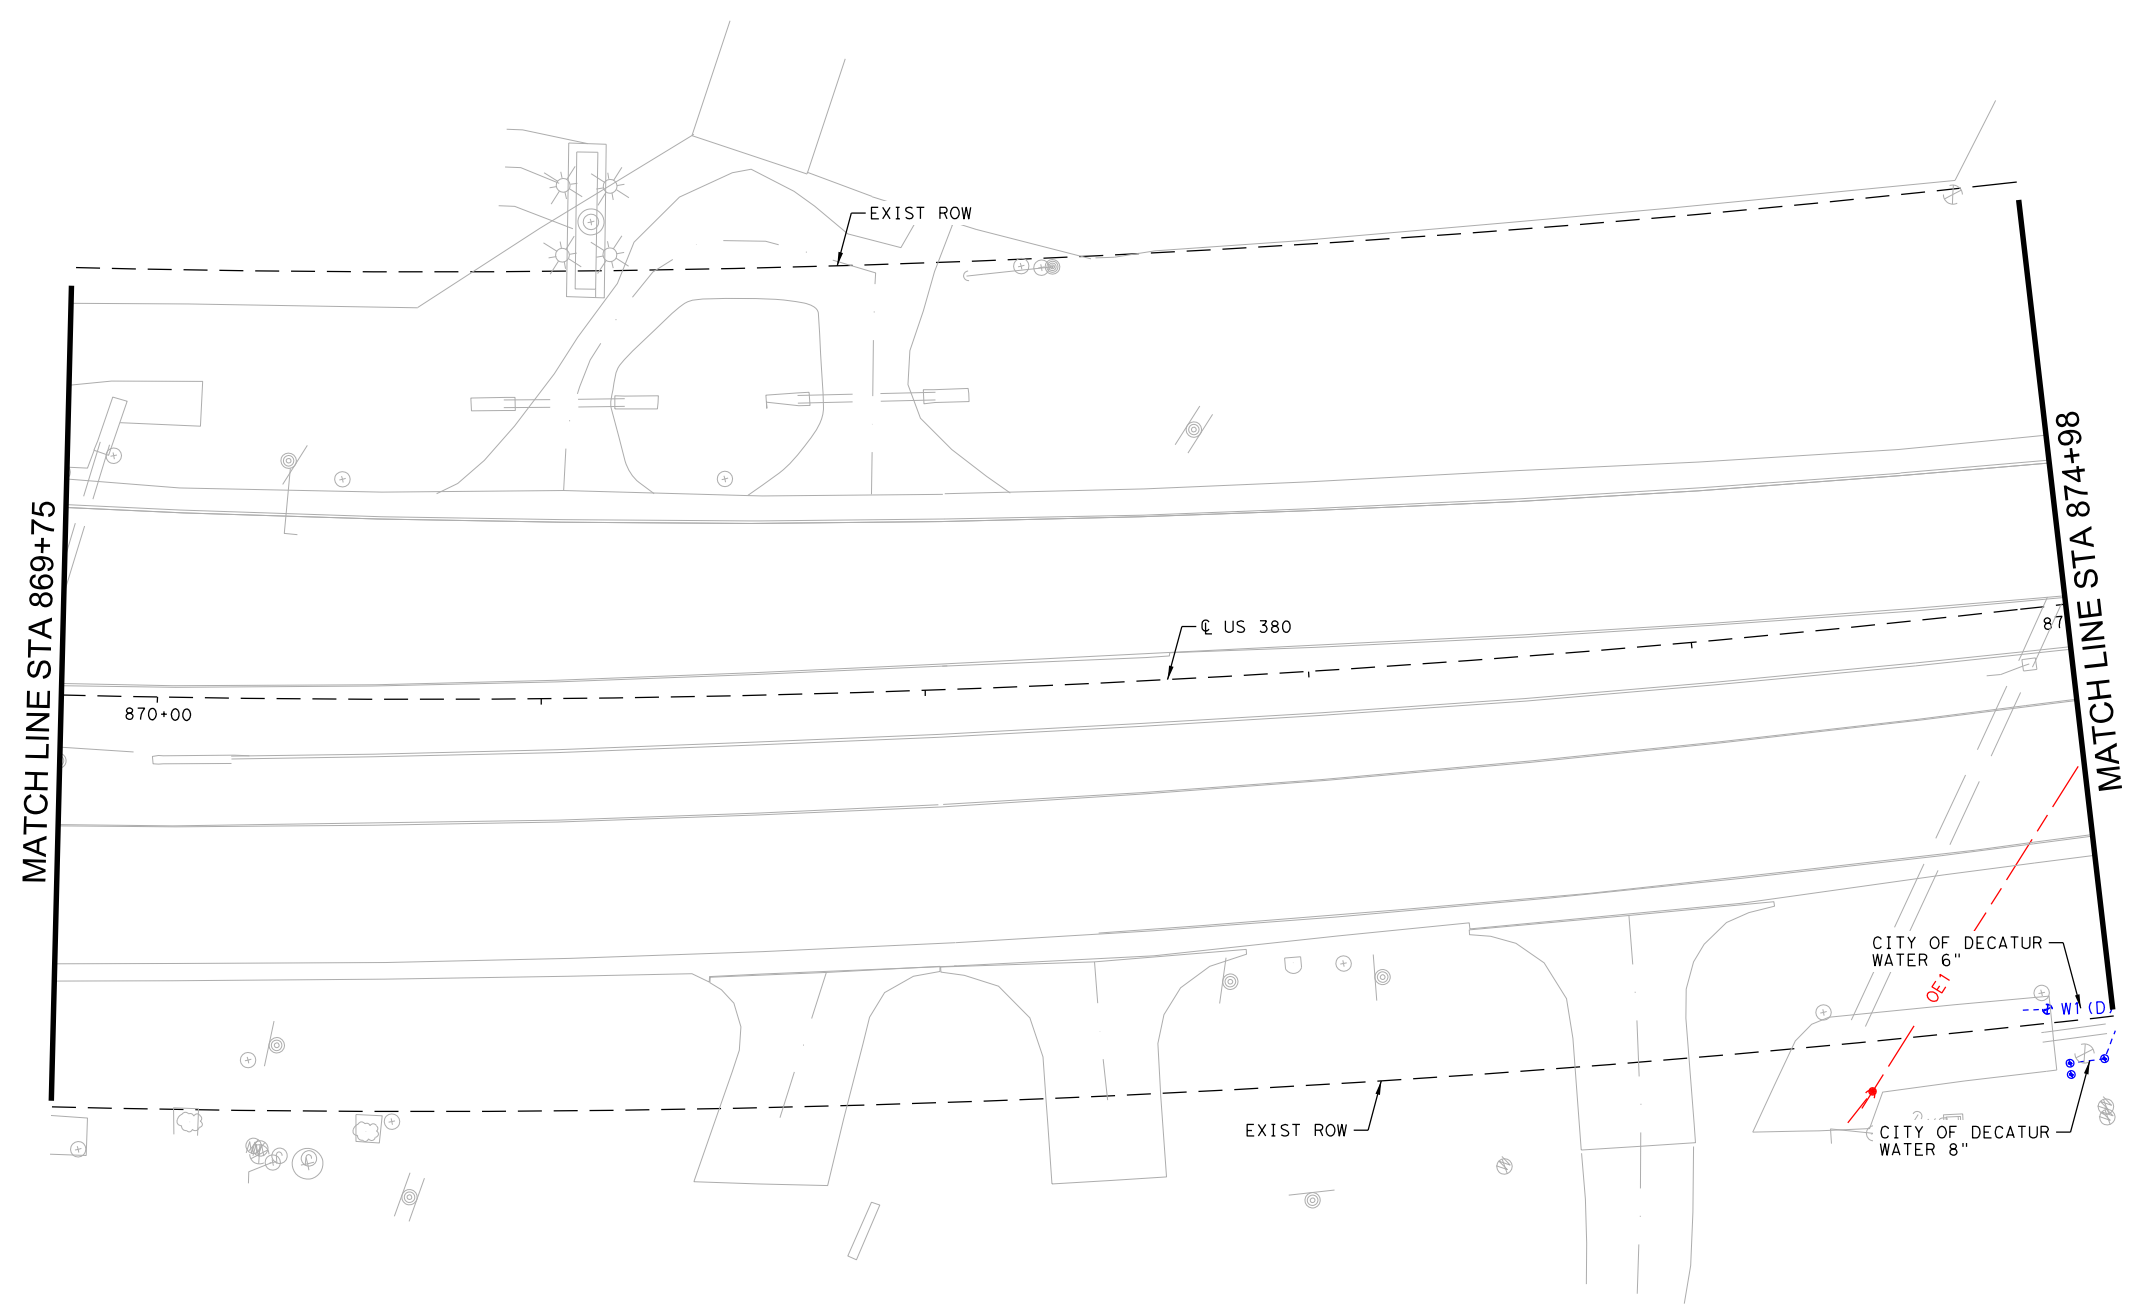 EXIST ROW
MATCH LINE STA 869+75
MATCH LINE STA 874+98
℄ US 380
87
870+00
CITY OF DECATUR
WATER 6"
OE1
W1 (D)
EXIST ROW
CITY OF DECATUR
WATER 8"